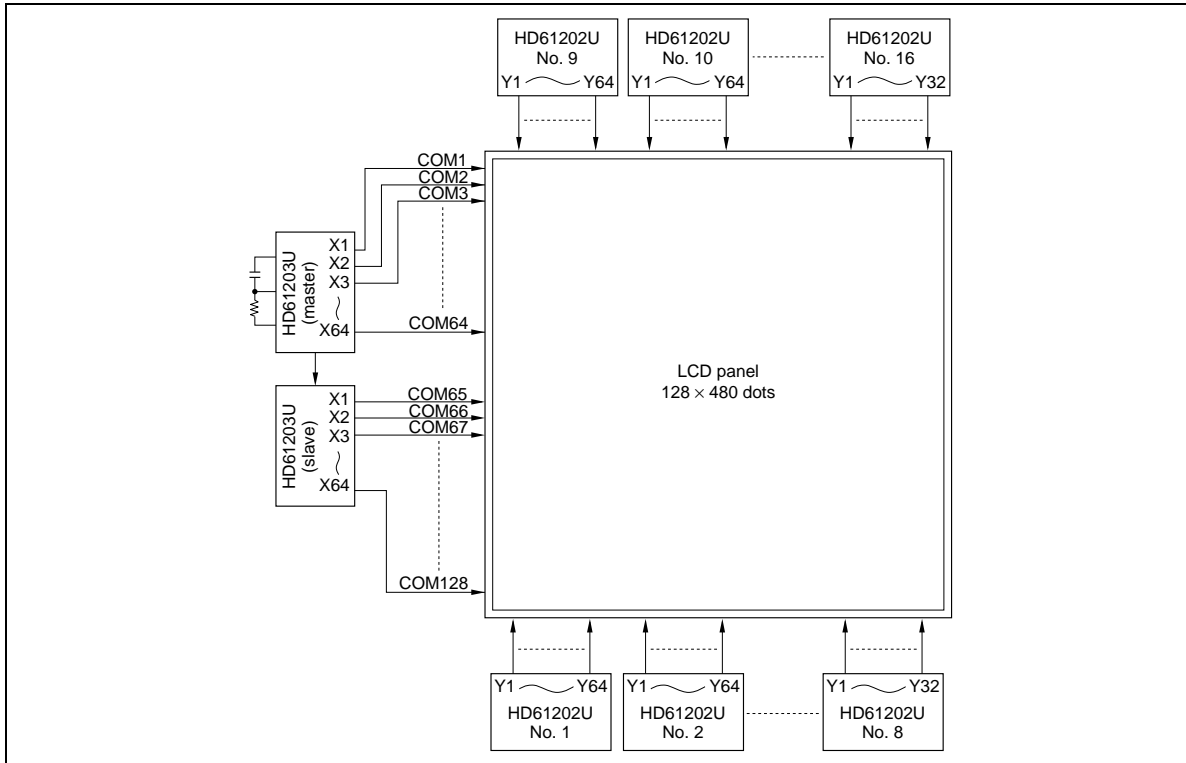 HD61202U
No. 9
Y1 Y64
HD61202U
No. 10
Y1 Y64
HD61202U
No. 16
Y1 Y32
COM1
COM2
COM3
COM64
HD61203U
(master)
X1
X2
X3
X64
HD61203U
(slave)
X1
X2
X3
X64
COM65
COM66
COM67
COM128
LCD panel
128 × 480 dots
Y1 Y64
HD61202U
No. 1
Y1 Y64
HD61202U
No. 2
Y1 Y32
HD61202U
No. 8